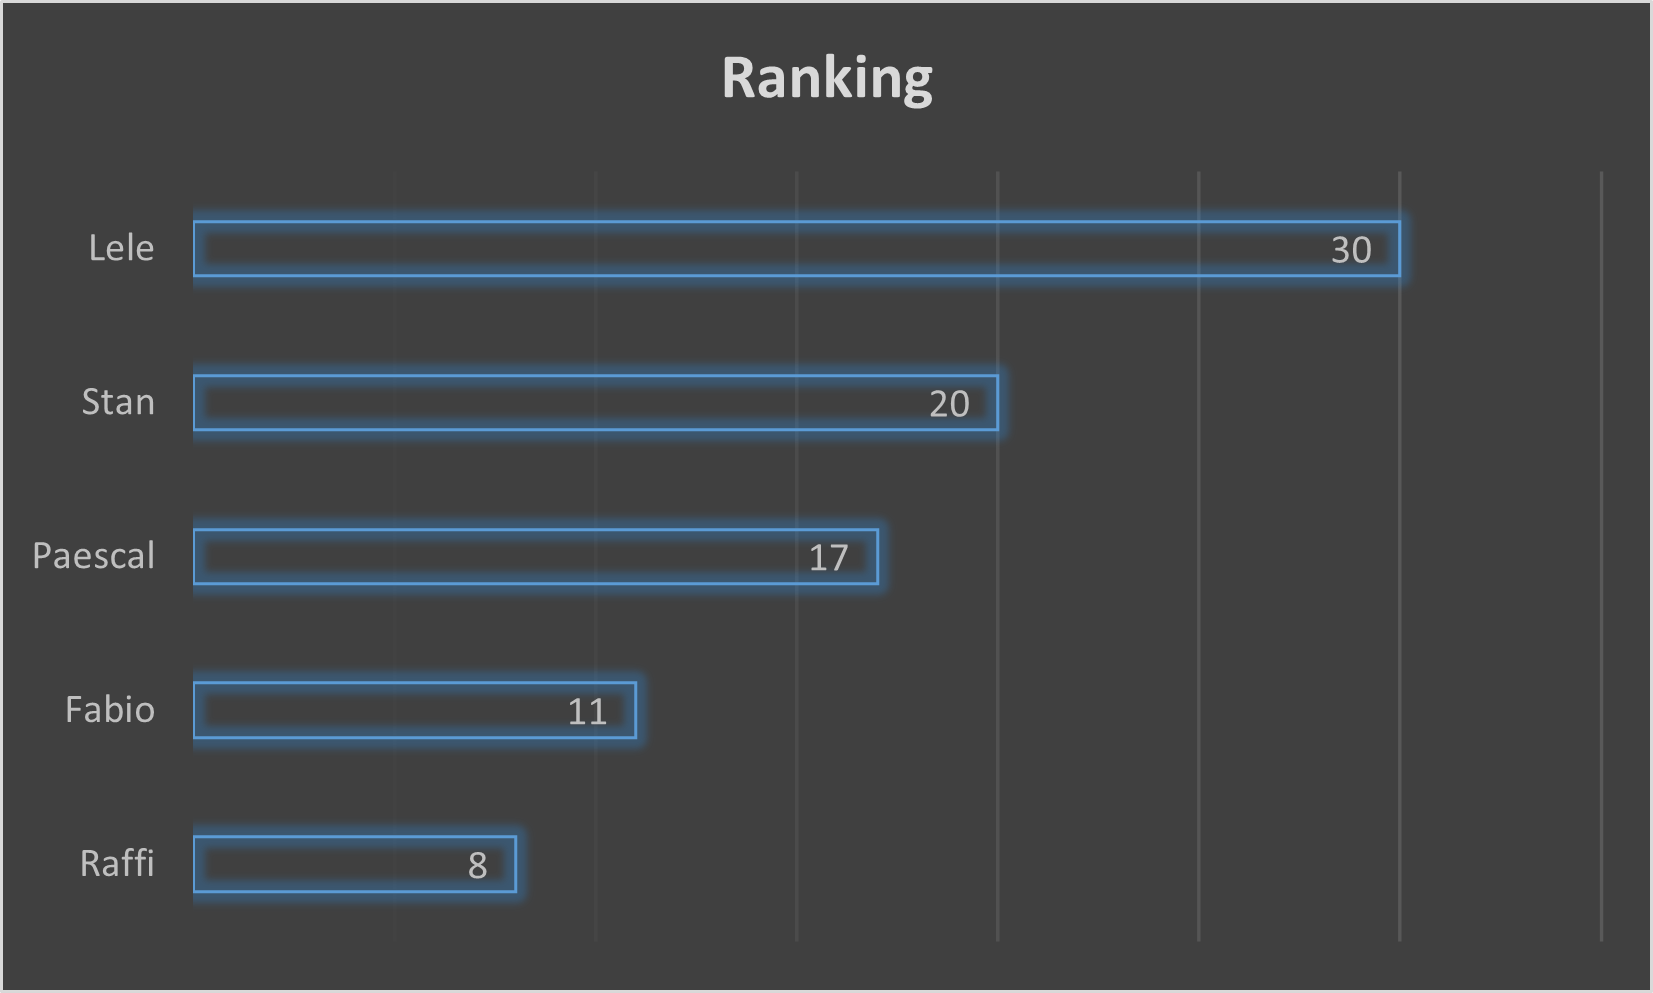 Ranking
Lele 30
Stan 20
Paescal 17
Fabio 11
Raffi 8